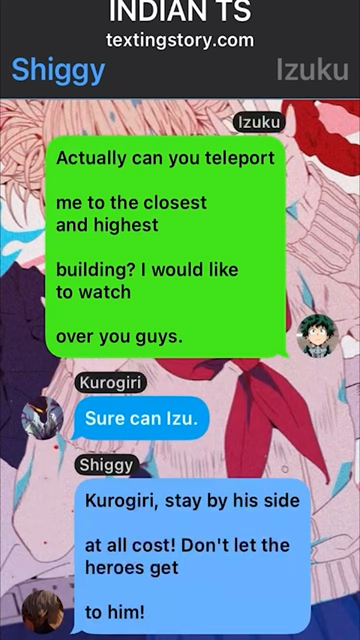 INDIAN TS
textingstory.com
Shiggy
Izuku
Izuku
Actually can you teleport
me to the closest
and highest
building? I would like
to watch
over you guys.
Kurogiri
Sure can Izu.
Shiggy
Kurogiri, stay by his side
at all cost! Don't let the
heroes get
to him!